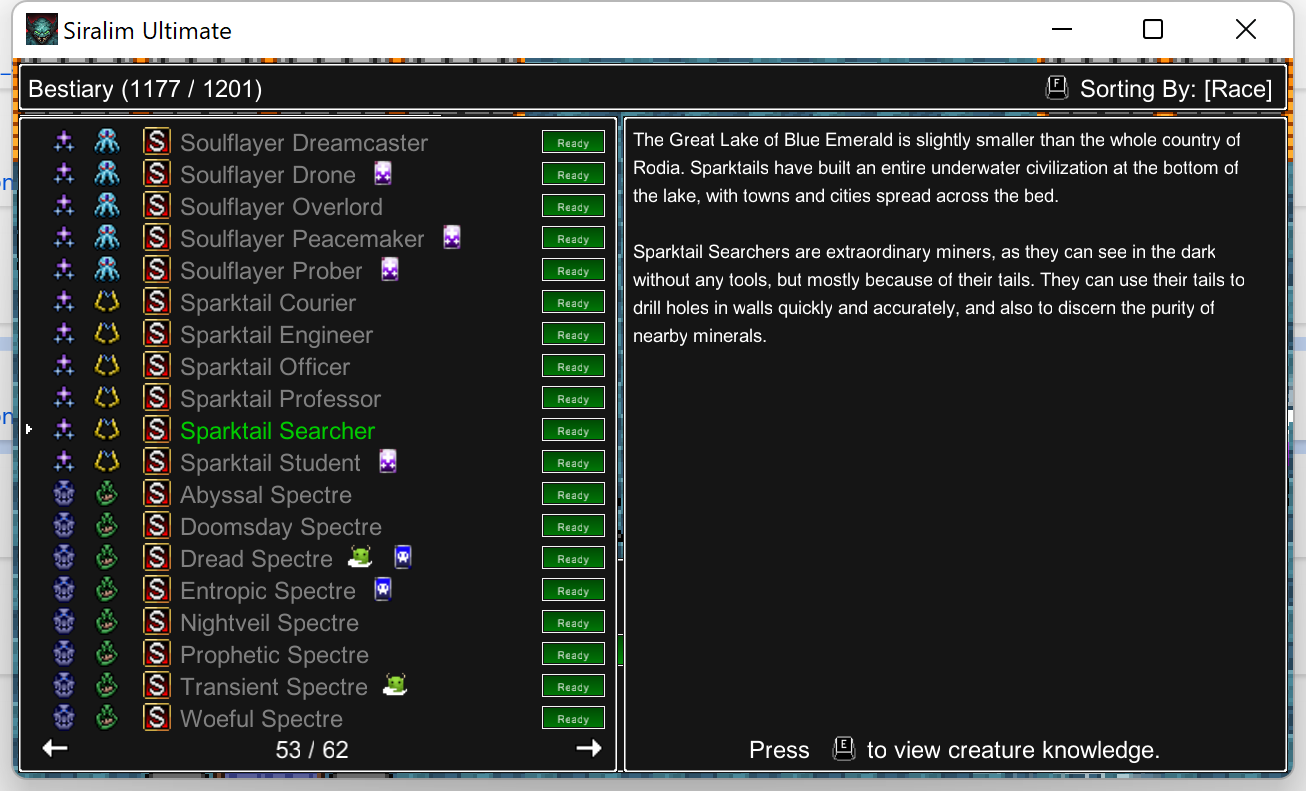 Siralim Ultimate
Bestiary (1177 / 1201)
F Sorting By: [Race]
S Soulflayer Dreamcaster Ready
S Soulflayer Drone Ready
S Soulflayer Overlord Ready
S Soulflayer Peacemaker Ready
S Soulflayer Prober Ready
S Sparktail Courier Ready
S Sparktail Engineer Ready
S Sparktail Officer Ready
S Sparktail Professor Ready
S Sparktail Searcher Ready
S Sparktail Student Ready
S Abyssal Spectre Ready
S Doomsday Spectre Ready
S Dread Spectre Ready
S Entropic Spectre Ready
S Nightveil Spectre Ready
S Prophetic Spectre Ready
S Transient Spectre Ready
S Woeful Spectre Ready
53 / 62
The Great Lake of Blue Emerald is slightly smaller than the whole country of
Rodia. Sparktails have built an entire underwater civilization at the bottom of
the lake, with towns and cities spread across the bed.
Sparktail Searchers are extraordinary miners, as they can see in the dark
without any tools, but mostly because of their tails. They can use their tails to
drill holes in walls quickly and accurately, and also to discern the purity of
nearby minerals.
Press E to view creature knowledge.